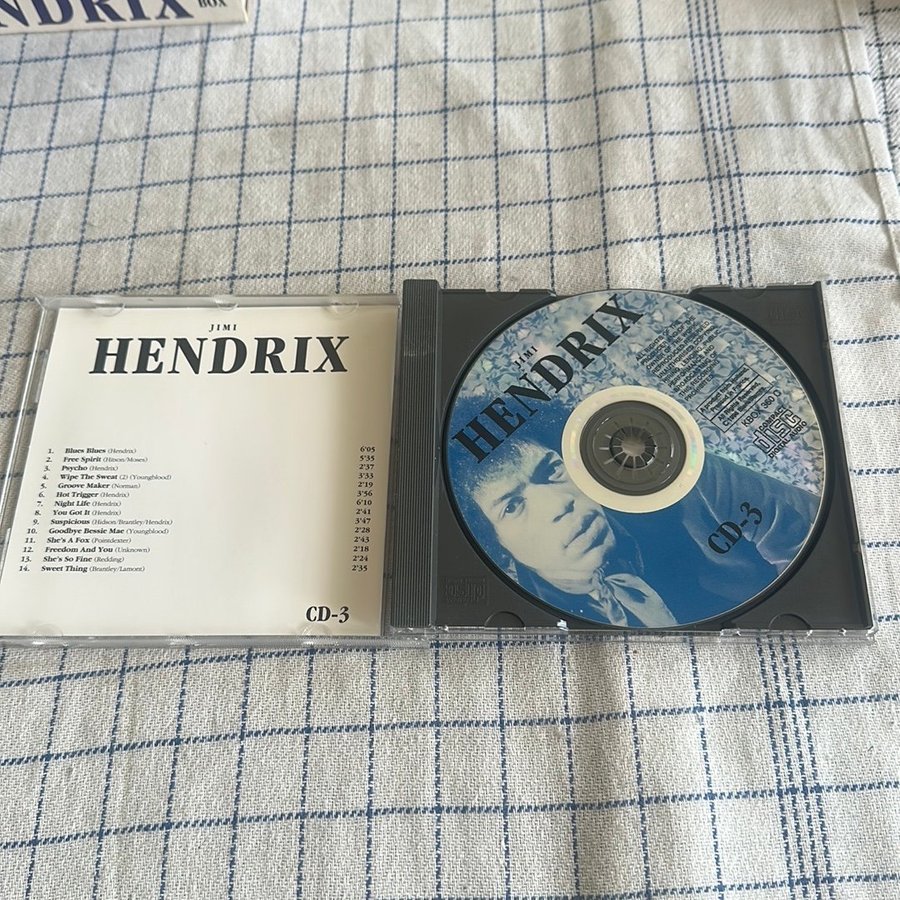 NDRIX BOX
JIMI
HENDRIX
1. Blues Blues (Hendrix) 6'05
2. Free Spirit (Hitson/Moses) 5'35
3. Psycho (Hendrix) 2'37
4. Wipe The Sweat (2) (Youngblood) 3'33
5. Groove Maker (Norman) 2'19
6. Hot Trigger (Hendrix) 3'56
7. Night Life (Hendrix) 6'10
8. You Got It (Hendrix) 2'41
9. Suspicious (Hidson/Brantley/Hendrix) 3'47
10. Goodbye Bessie Mae (Youngblood) 2'28
11. She's A Fox (Pointdexter) 2'43
12. Freedom And You (Unknown) 2'18
13. She's So Fine (Redding) 2'24
14. Sweet Thing (Brantley/Lamont) 2'35
CD-3
JIMI
HENDRIX
KBOX 360 D
COMPACT
disc
DIGITAL AUDIO
CD-3